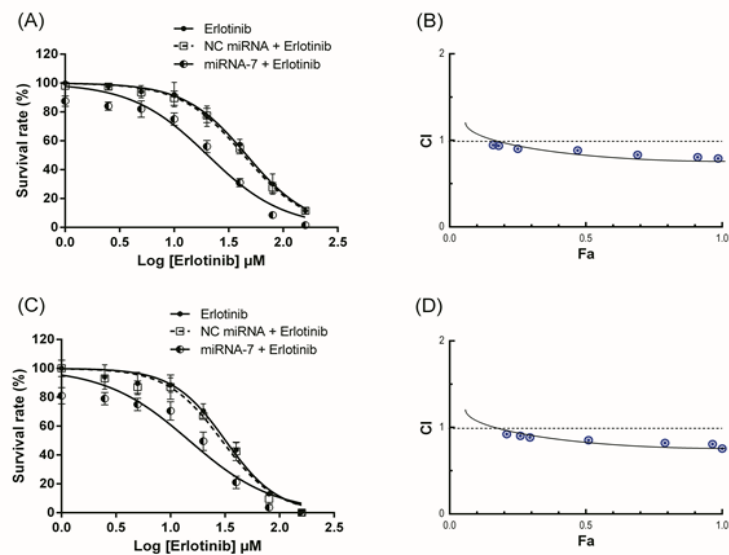 (A)
Erlotinib
NC miRNA + Erlotinib
miRNA-7 + Erlotinib
Survival rate (%)
120
100
80
60
40
20
0
0.0 0.5 1.0 1.5 2.0 2.5
Log [Erlotinib] µM
(B)
CI
2
1
0
0.0 0.5 1.0
Fa
(C)
Erlotinib
NC miRNA + Erlotinib
miRNA-7 + Erlotinib
Survival rate (%)
120
100
80
60
40
20
0
0.0 0.5 1.0 1.5 2.0 2.5
Log [Erlotinib] µM
(D)
CI
2
1
0
0.0 0.5 1.0
Fa